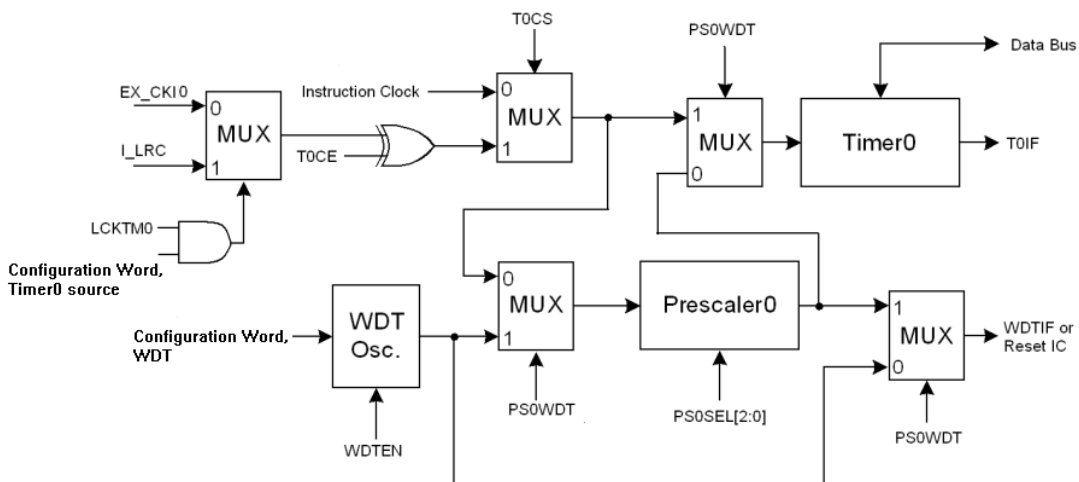 T0CS
PS0WDT
Data Bus
EX_CKI0
0
MUX
I_LRC
1
Instruction Clock
0
MUX
1
T0CE
1
MUX
0
Timer0
T0IF
LCKTM0
Configuration Word,
Timer0 source
Configuration Word,
WDT
WDT
Osc.
WDTEN
0
MUX
1
PS0WDT
Prescaler0
PS0SEL[2:0]
1
MUX
0
PS0WDT
WDTIF or
Reset IC